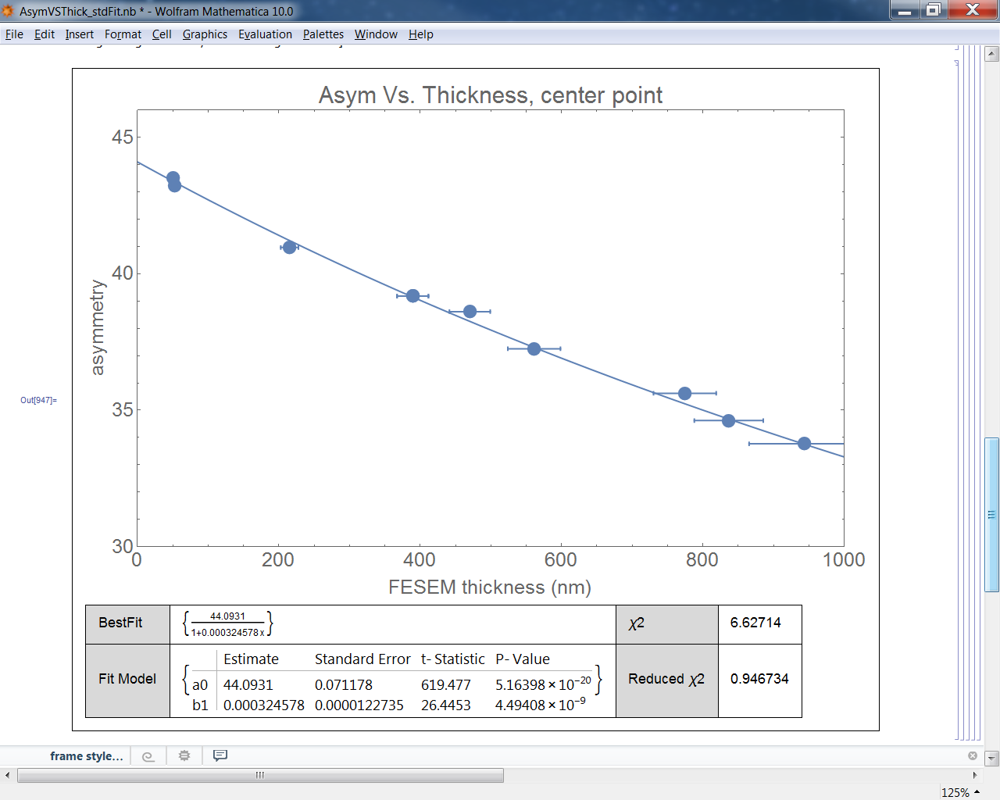 AsymVSThick_stdFit.nb * - Wolfram Mathematica 10.0
File Edit Insert Format Cell Graphics Evaluation Palettes Window Help
Asym Vs. Thickness, center point
45
40
35
30
asymmetry
0 200 400 600 800 1000
FESEM thickness (nm)
Out[947]=
BestFit { 44.0931 / 1+0.000324578 x } χ2 6.62714
Estimate Standard Error t-Statistic P-Value
Fit Model a0 44.0931 0.071178 619.477 5.16398×10⁻²⁰ Reduced χ2 0.946734
b1 0.000324578 0.0000122735 26.4453 4.49408×10⁻⁹
frame style...
125%